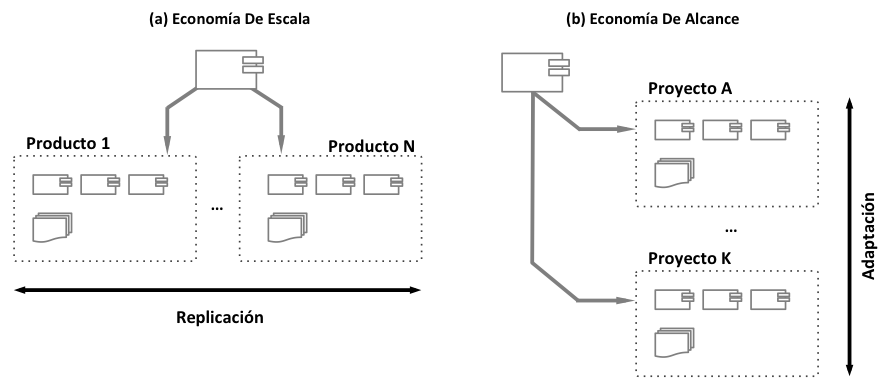 (a) Economía De Escala
Producto 1
Producto N
...
Replicación
(b) Economía De Alcance
Proyecto A
...
Proyecto K
Adaptación